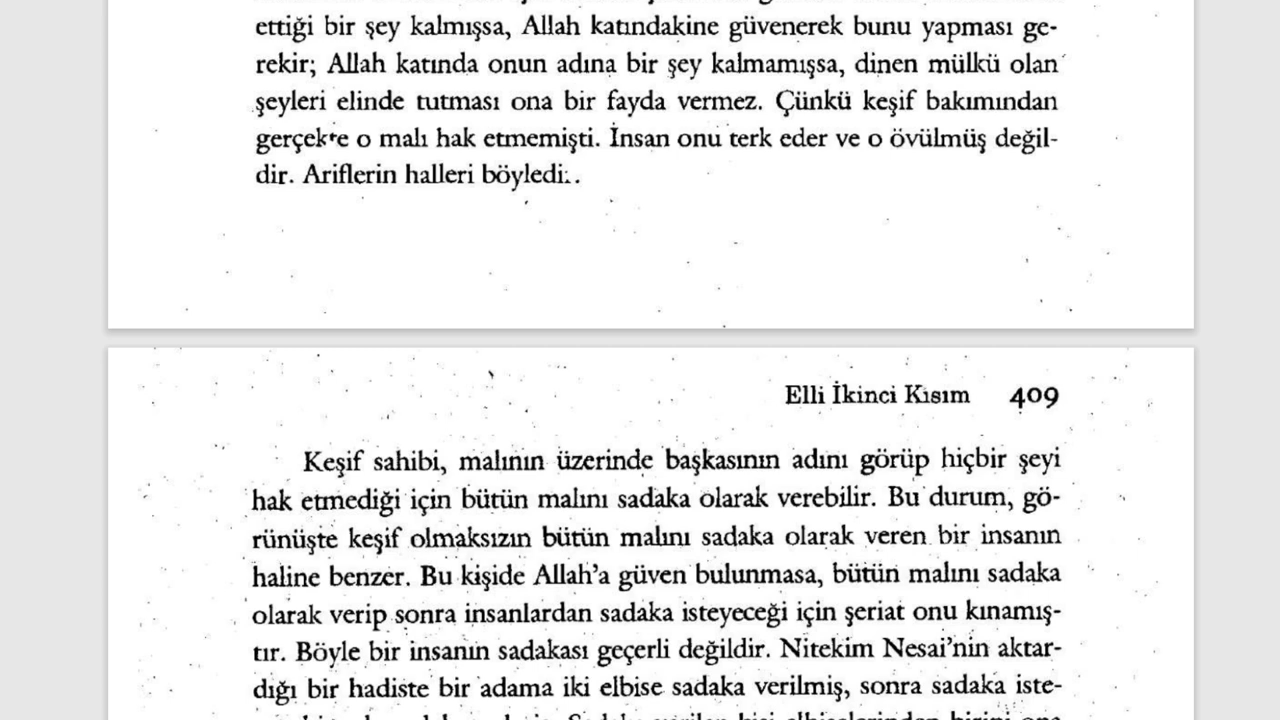 ettiği bir şey kalmışsa, Allah katındakine güvenerek bunu yapması ge-
rekir; Allah katında onun adına bir şey kalmamışsa, dinen mülkü olan
şeyleri elinde tutması ona bir fayda vermez. Çünkü keşif bakımından
gerçekte o malı hak etmemişti. İnsan onu terk eder ve o övülmüş değil-
dir. Ariflerin halleri böyledir.
Elli İkinci Kısım 409
Keşif sahibi, malının üzerinde başkasının adını görüp hiçbir şeyi
hak etmediği için bütün malını sadaka olarak verebilir. Bu durum, gö-
rünüşte keşif olmaksızın bütün malını sadaka olarak veren bir insanın
haline benzer. Bu kişide Allah'a güven bulunmasa, bütün malını sadaka
olarak verip sonra insanlardan sadaka isteyeceği için şeriat onu kınamış-
tır. Böyle bir insanın sadakası geçerli değildir. Nitekim Nesai'nin aktar-
dığı bir hadiste bir adama iki elbise sadaka verilmiş, sonra sadaka iste-